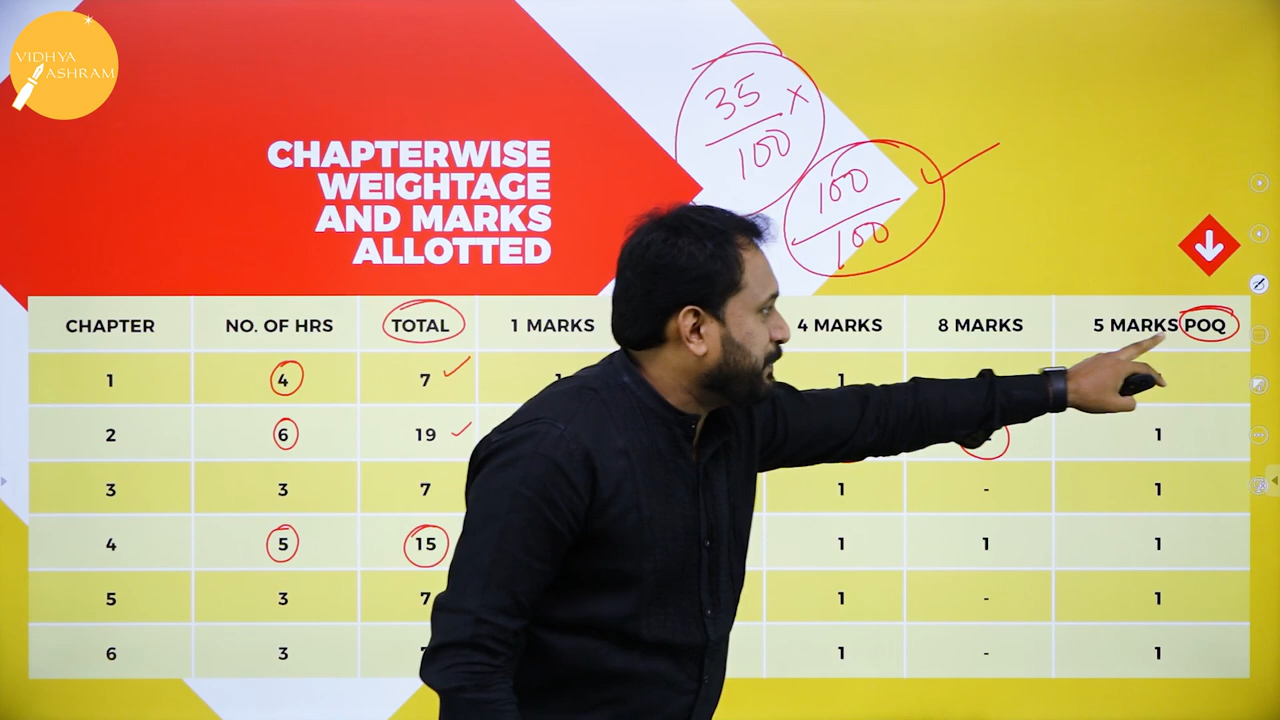 VIDHYA
ASHRAM
35 x
100
100
100
CHAPTERWISE
WEIGHTAGE
AND MARKS
ALLOTTED
CHAPTER NO. OF HRS TOTAL 1 MARKS 4 MARKS 8 MARKS 5 MARKS POQ
1 4 7 1
2 6 19 1
3 3 7 1 - 1
4 5 15 1 1 1
5 3 7 1 - 1
6 3 1 - 1